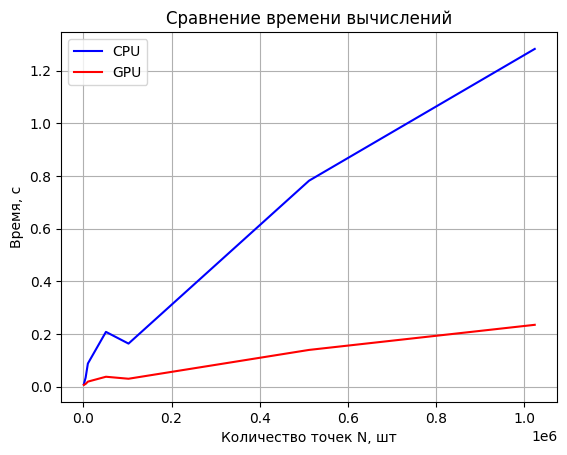 Сравнение времени вычислений
CPU
GPU
Время, с
1.2
1.0
0.8
0.6
0.4
0.2
0.0
0.0 0.2 0.4 0.6 0.8 1.0
1e6
Количество точек N, шт